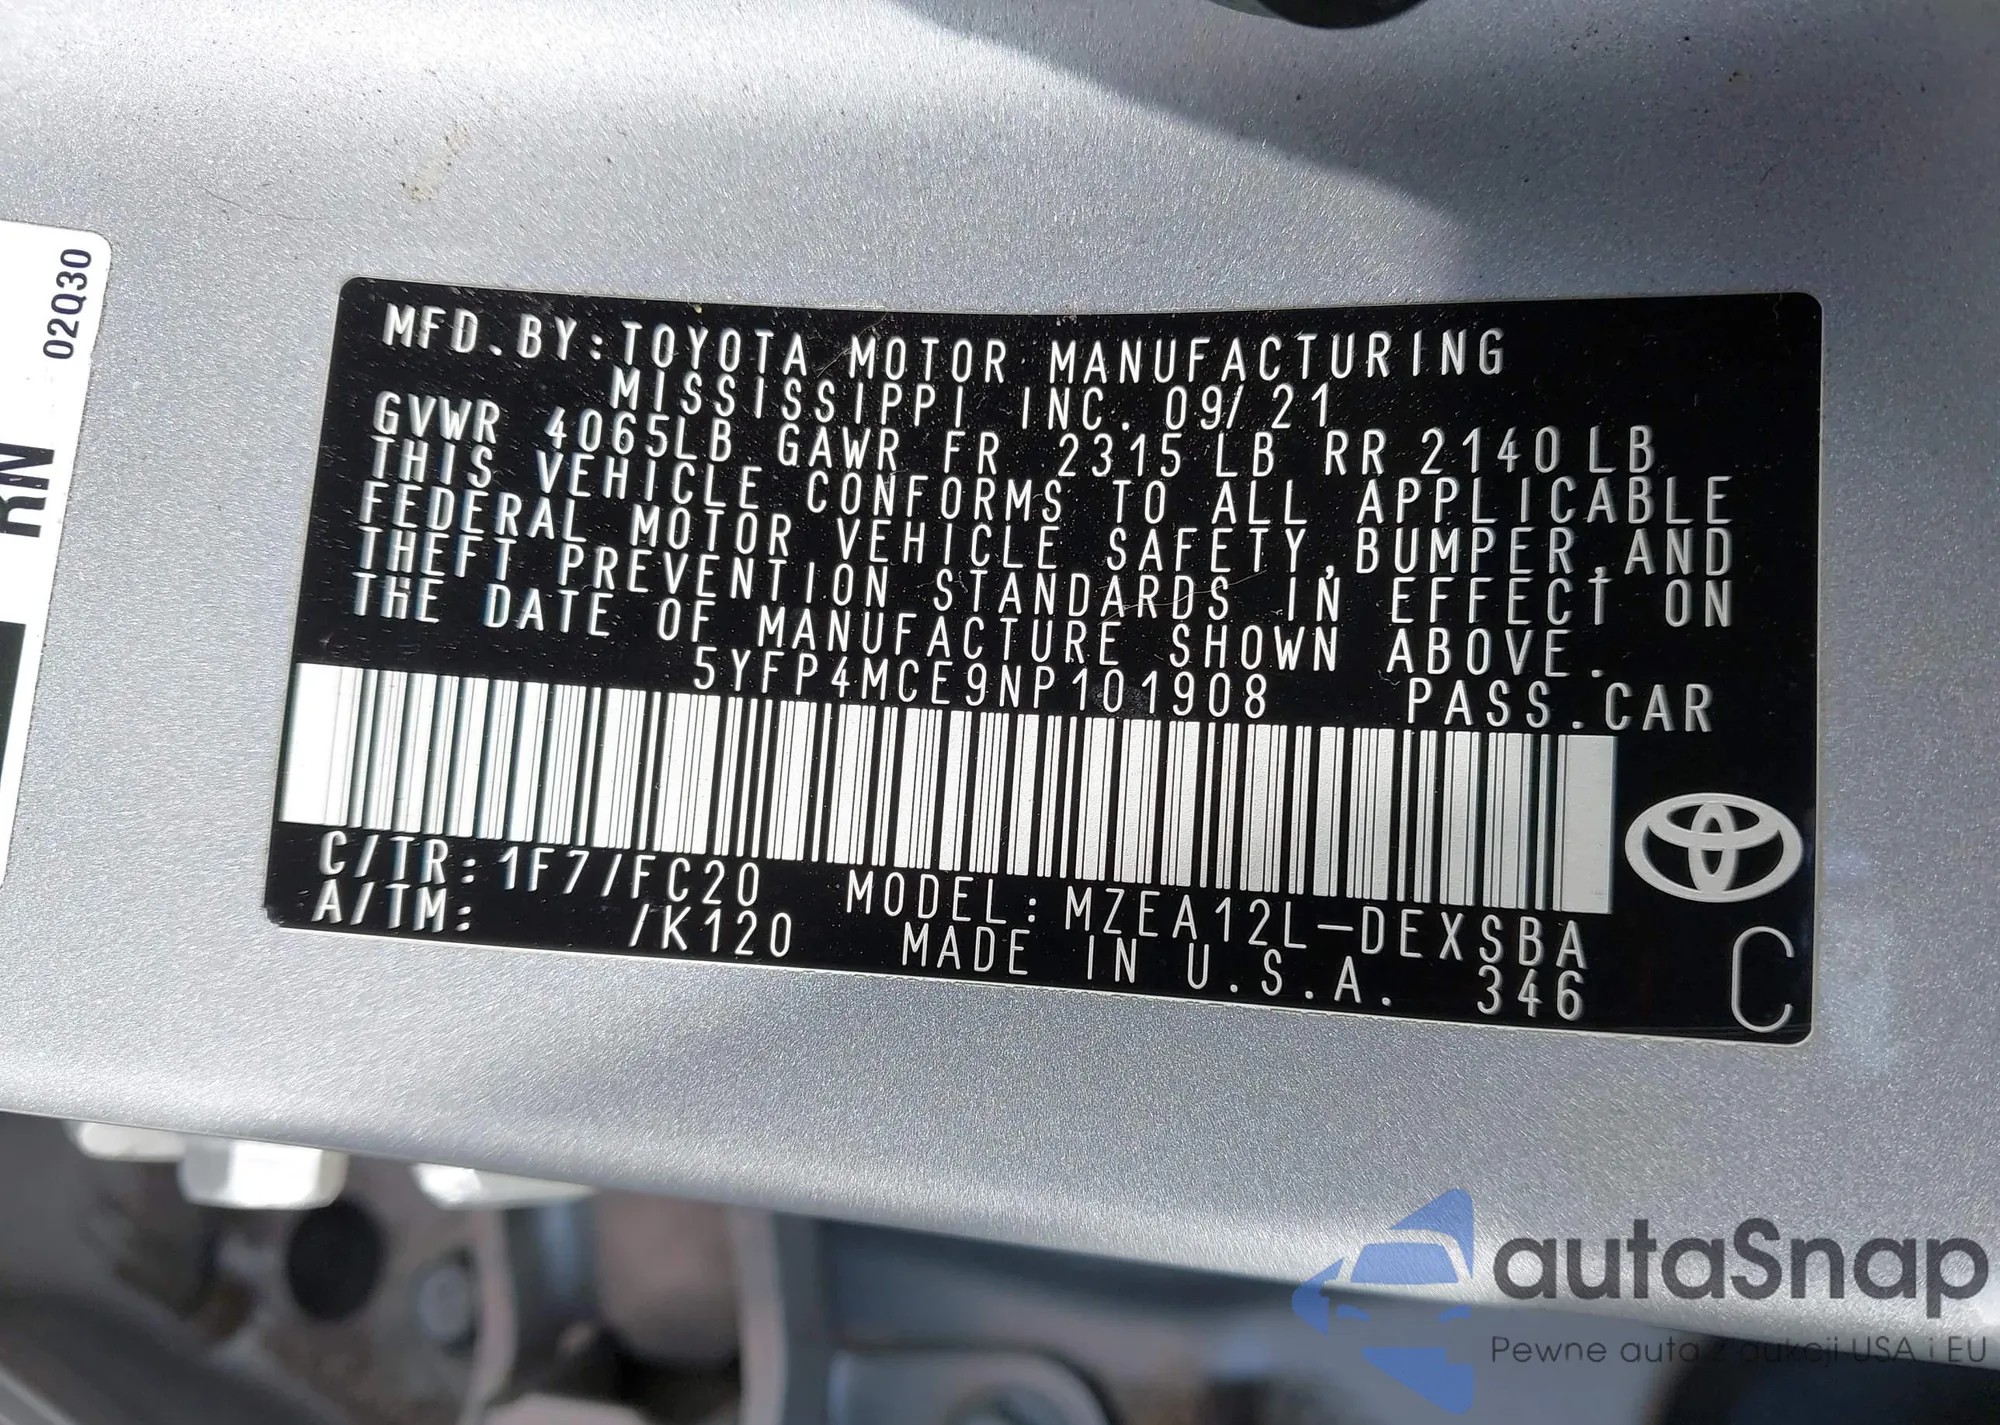 02Q30
RN
MFD.BY:TOYOTA MOTOR MANUFACTURING
MISSISSIPPI INC. 09/21
GVWR 4065LB GAWR FR 2315LB RR 2140LB
THIS VEHICLE CONFORMS TO ALL APPLICABLE
FEDERAL MOTOR VEHICLE SAFETY,BUMPER,AND
THEFT PREVENTION STANDARDS IN EFFECT ON
THE DATE OF MANUFACTURE SHOWN ABOVE.
5YFP4MCE9NP101908 PASS.CAR
C/TR:1F7/FC20 MODEL:MZEA12L-DEXSBA
A/TM: /K120 MADE IN U.S.A. 346
C
autaSnap
Pewne auta z aukcji USA i EU